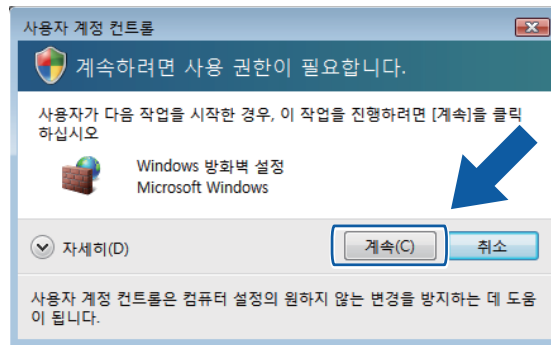 사용자 계정 컨트롤
계속하려면 사용 권한이 필요합니다.
사용자가 다음 작업을 시작한 경우, 이 작업을 진행하려면 [계속]을 클릭
하십시오
Windows 방화벽 설정
Microsoft Windows
자세히(D)
계속(C)
취소
사용자 계정 컨트롤은 컴퓨터 설정의 원하지 않는 변경을 방지하는 데 도움
이 됩니다.